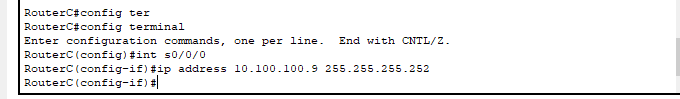 RouterC#config ter
RouterC#config terminal
Enter configuration commands, one per line.  End with CNTL/Z.
RouterC(config)#int s0/0/0
RouterC(config-if)#ip address 10.100.100.9 255.255.255.252
RouterC(config-if)#